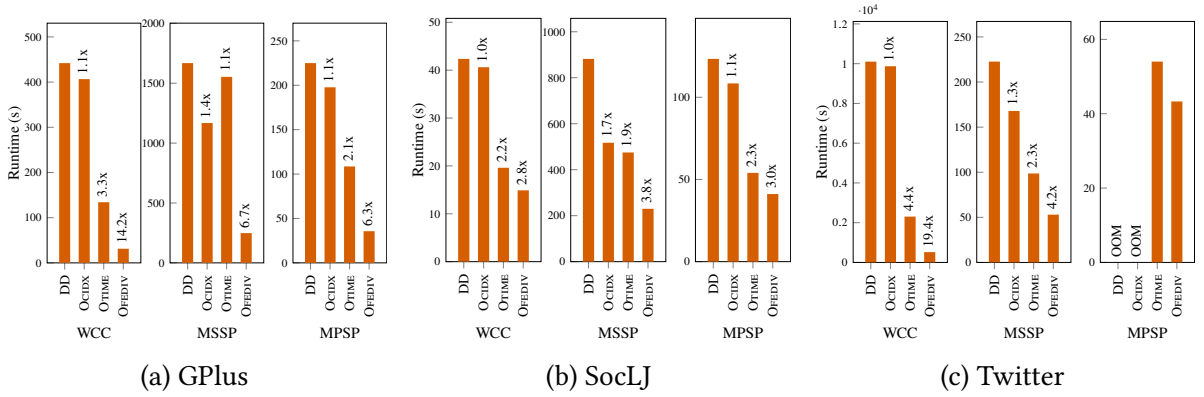 Runtime (s)
500
400
300
200
100
0
1.1x
3.3x
14.2x
DD
OCIDX
OTIME
OFEDIV
WCC
2000
1500
1000
500
0
1.4x
1.1x
6.7x
DD
OCIDX
OTIME
OFEDIV
MSSP
250
200
150
100
50
0
1.1x
2.1x
6.3x
DD
OCIDX
OTIME
OFEDIV
MPSP
(a) GPlus
Runtime (s)
50
40
30
20
10
0
1.0x
2.2x
2.8x
DD
OCIDX
OTIME
OFEDIV
WCC
1000
800
600
400
200
0
1.7x
1.9x
3.8x
DD
OCIDX
OTIME
OFEDIV
MSSP
100
50
0
1.1x
2.3x
3.0x
DD
OCIDX
OTIME
OFEDIV
MPSP
(b) SocLJ
Runtime (s)
·10⁴
1.2
1
0.8
0.6
0.4
0.2
0
1.0x
4.4x
19.4x
DD
OCIDX
OTIME
OFEDIV
WCC
250
200
150
100
50
0
1.3x
2.3x
4.2x
DD
OCIDX
OTIME
OFEDIV
MSSP
60
40
20
0
OOM
OOM
DD
OCIDX
OTIME
OFEDIV
MPSP
(c) Twitter